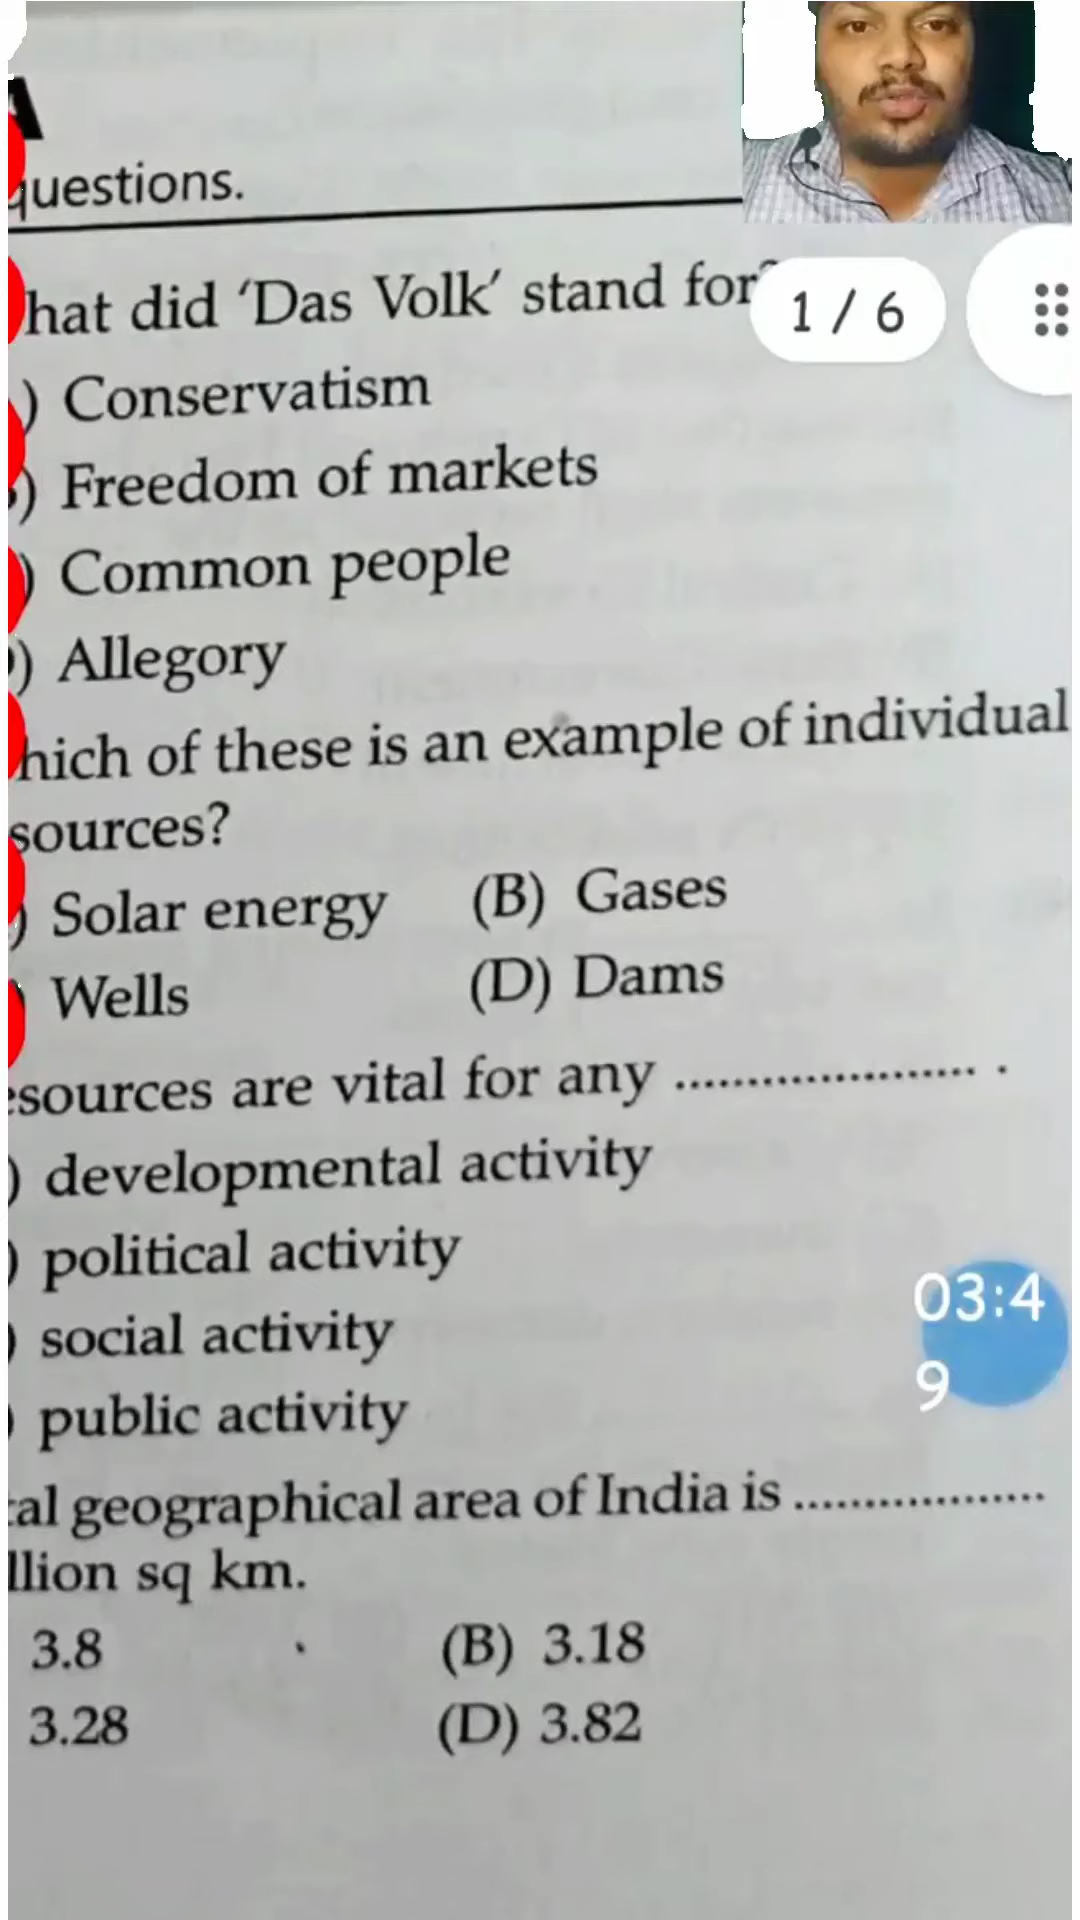 questions.
hat did ‘Das Volk’ stand for?
1 / 6
) Conservatism
) Freedom of markets
) Common people
) Allegory
hich of these is an example of individual
sources?
) Solar energy (B) Gases
) Wells (D) Dams
esources are vital for any .................... .
) developmental activity
) political activity
) social activity
) public activity
03:4
9
tal geographical area of India is ..................
llion sq km.
3.8 (B) 3.18
3.28 (D) 3.82